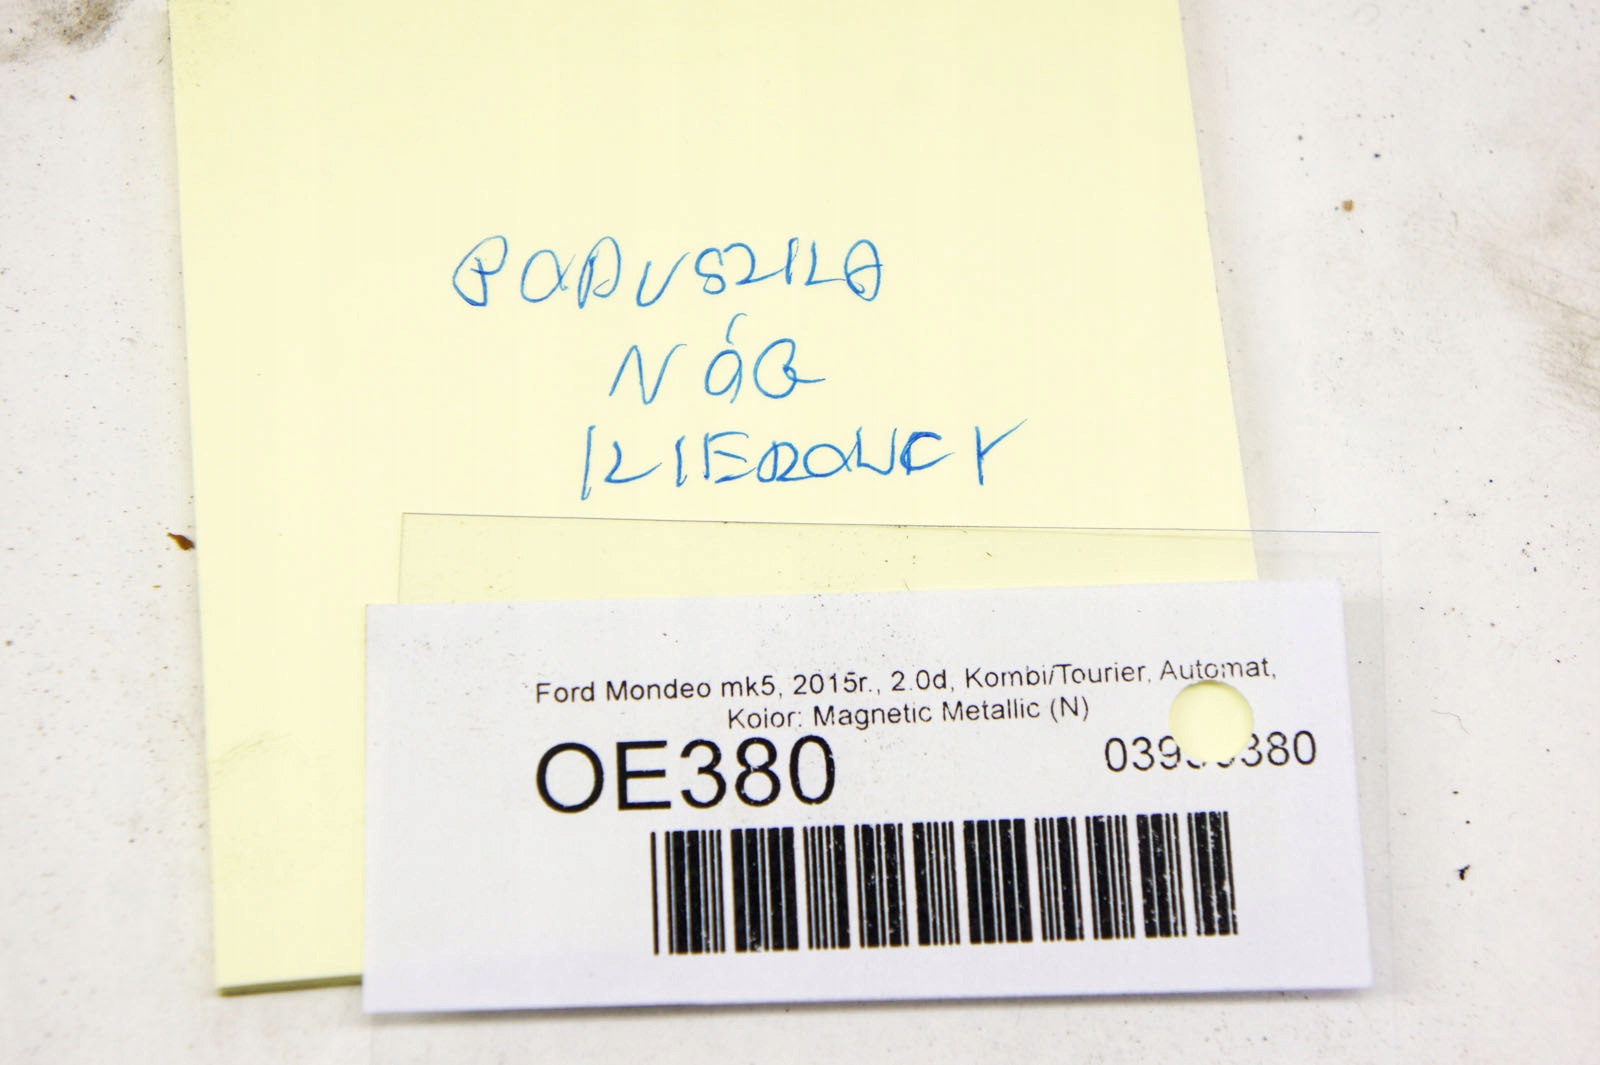 PODUSZKA
NÓG
KIEROWCY
Ford Mondeo mk5, 2015r., 2.0d, Kombi/Tourier, Automat,
Kolor: Magnetic Metallic (N)
OE380